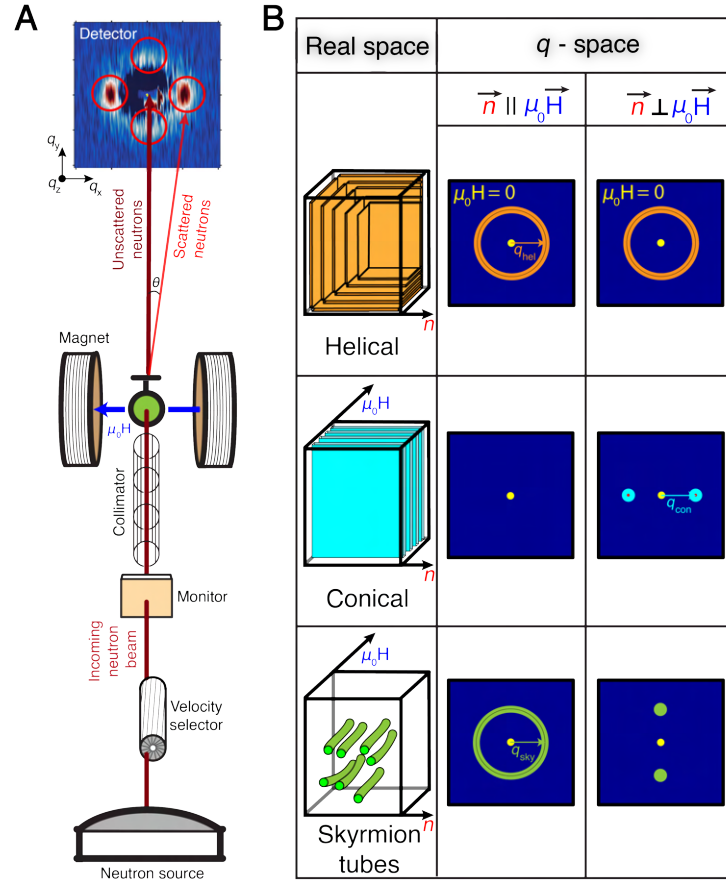 A
Detector
q_y
q_z
q_x
Unscattered
neutrons
Scattered
neutrons
θ
Magnet
μ₀H
Collimator
Monitor
Incoming
neutron
beam
Velocity
selector
Neutron source
B
Real space
q - space
n || μ₀H
n ⊥ μ₀H
n
Helical
μ₀H = 0
q_hel
μ₀H = 0
μ₀H
n
Conical
q_con
μ₀H
n
Skyrmion
tubes
q_sky